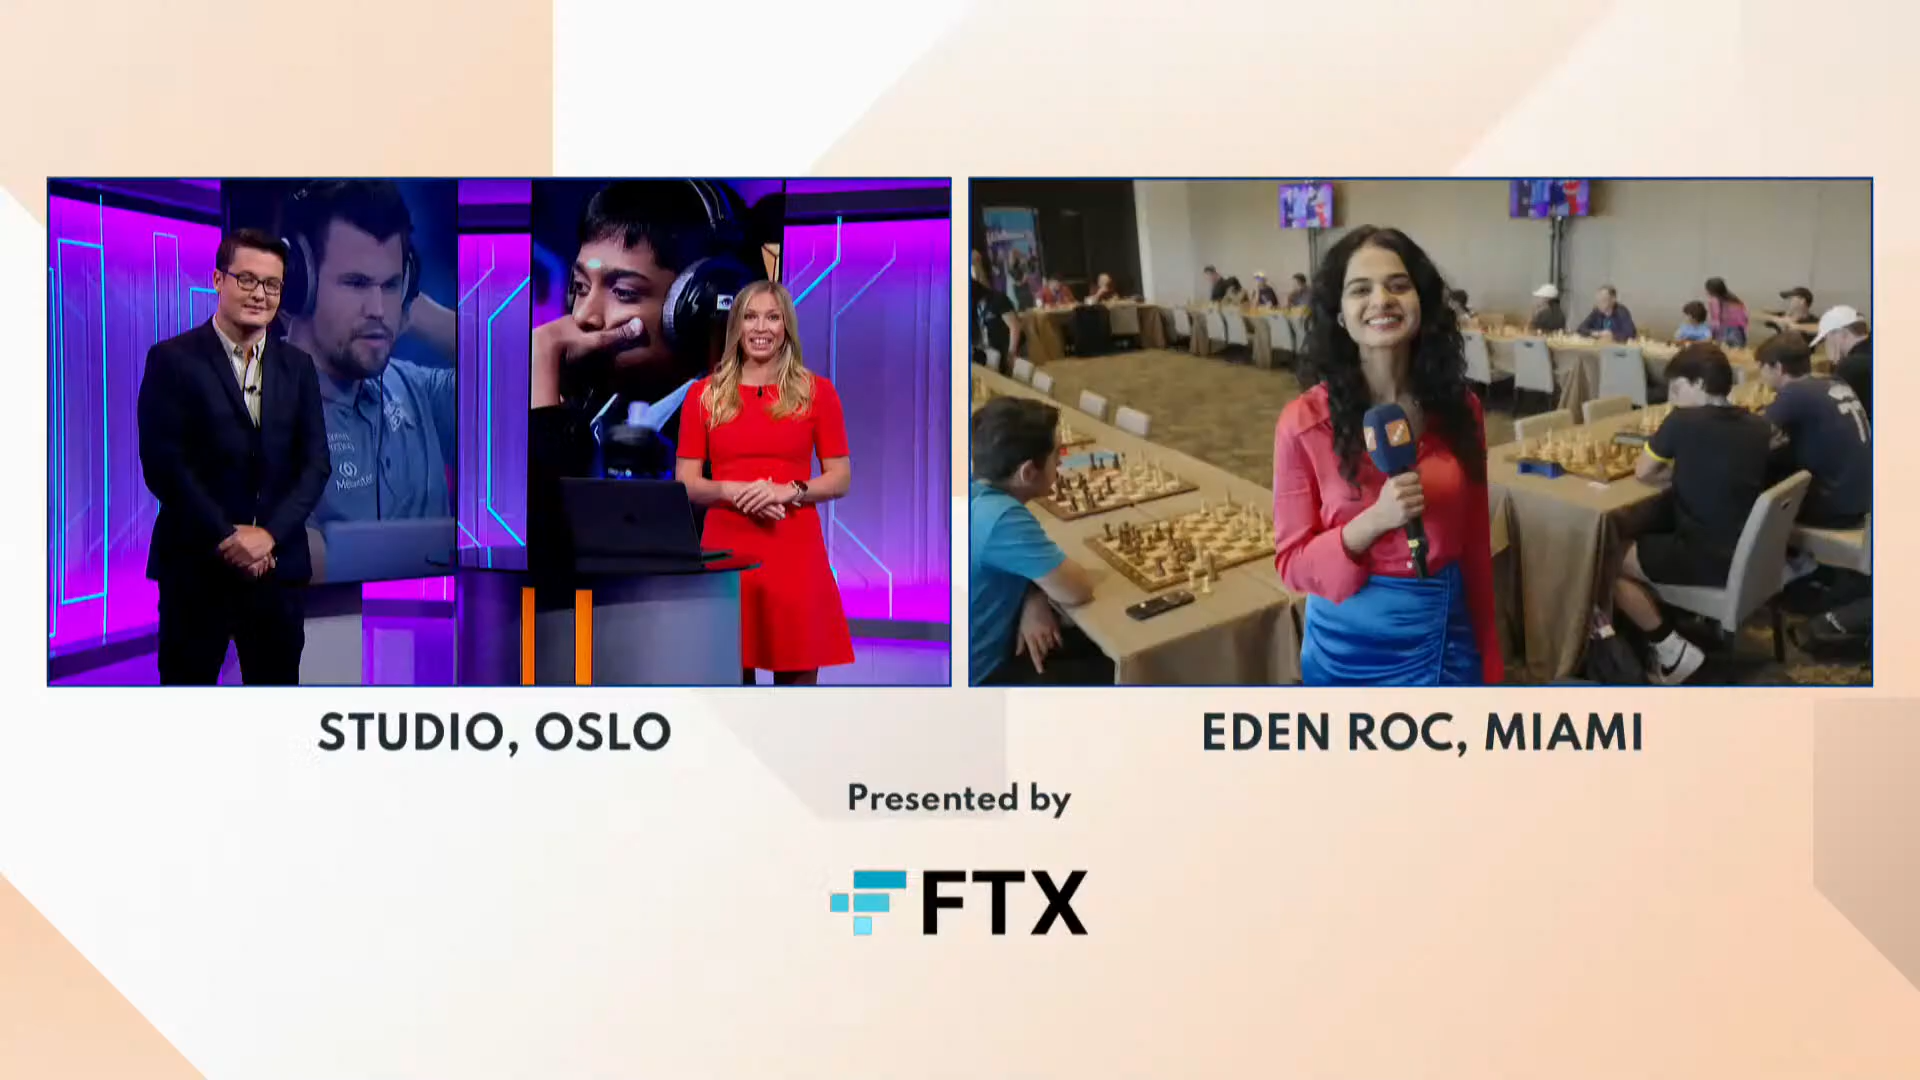 STUDIO, OSLO
EDEN ROC, MIAMI
Presented by
FTX